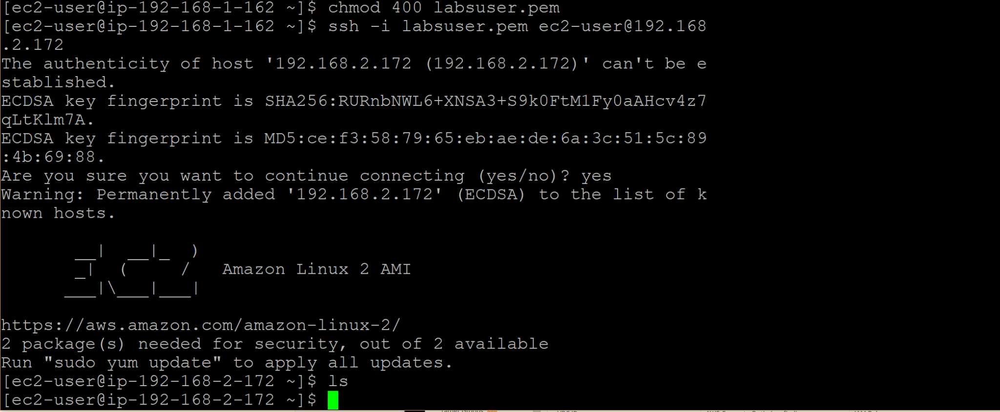 [ec2-user@ip-192-168-1-162 ~]$ chmod 400 labsuser.pem
[ec2-user@ip-192-168-1-162 ~]$ ssh -i labsuser.pem ec2-user@192.168
.2.172
The authenticity of host '192.168.2.172 (192.168.2.172)' can't be e
stablished.
ECDSA key fingerprint is SHA256:RURnbNWL6+XNSA3+S9k0FtM1Fy0aAHcv4z7
qLtKlm7A.
ECDSA key fingerprint is MD5:ce:f3:58:79:65:eb:ae:de:6a:3c:51:5c:89
:4b:69:88.
Are you sure you want to continue connecting (yes/no)? yes
Warning: Permanently added '192.168.2.172' (ECDSA) to the list of k
nown hosts.
       __|  __|_  )
       _|  (     /   Amazon Linux 2 AMI
      ___|\___|___|
https://aws.amazon.com/amazon-linux-2/
2 package(s) needed for security, out of 2 available
Run "sudo yum update" to apply all updates.
[ec2-user@ip-192-168-2-172 ~]$ ls
[ec2-user@ip-192-168-2-172 ~]$